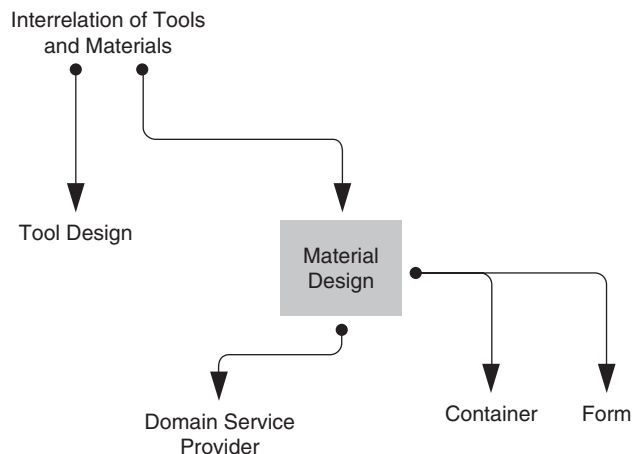 Interrelation of Tools
and Materials
Tool Design
Material
Design
Domain Service
Provider
Container
Form